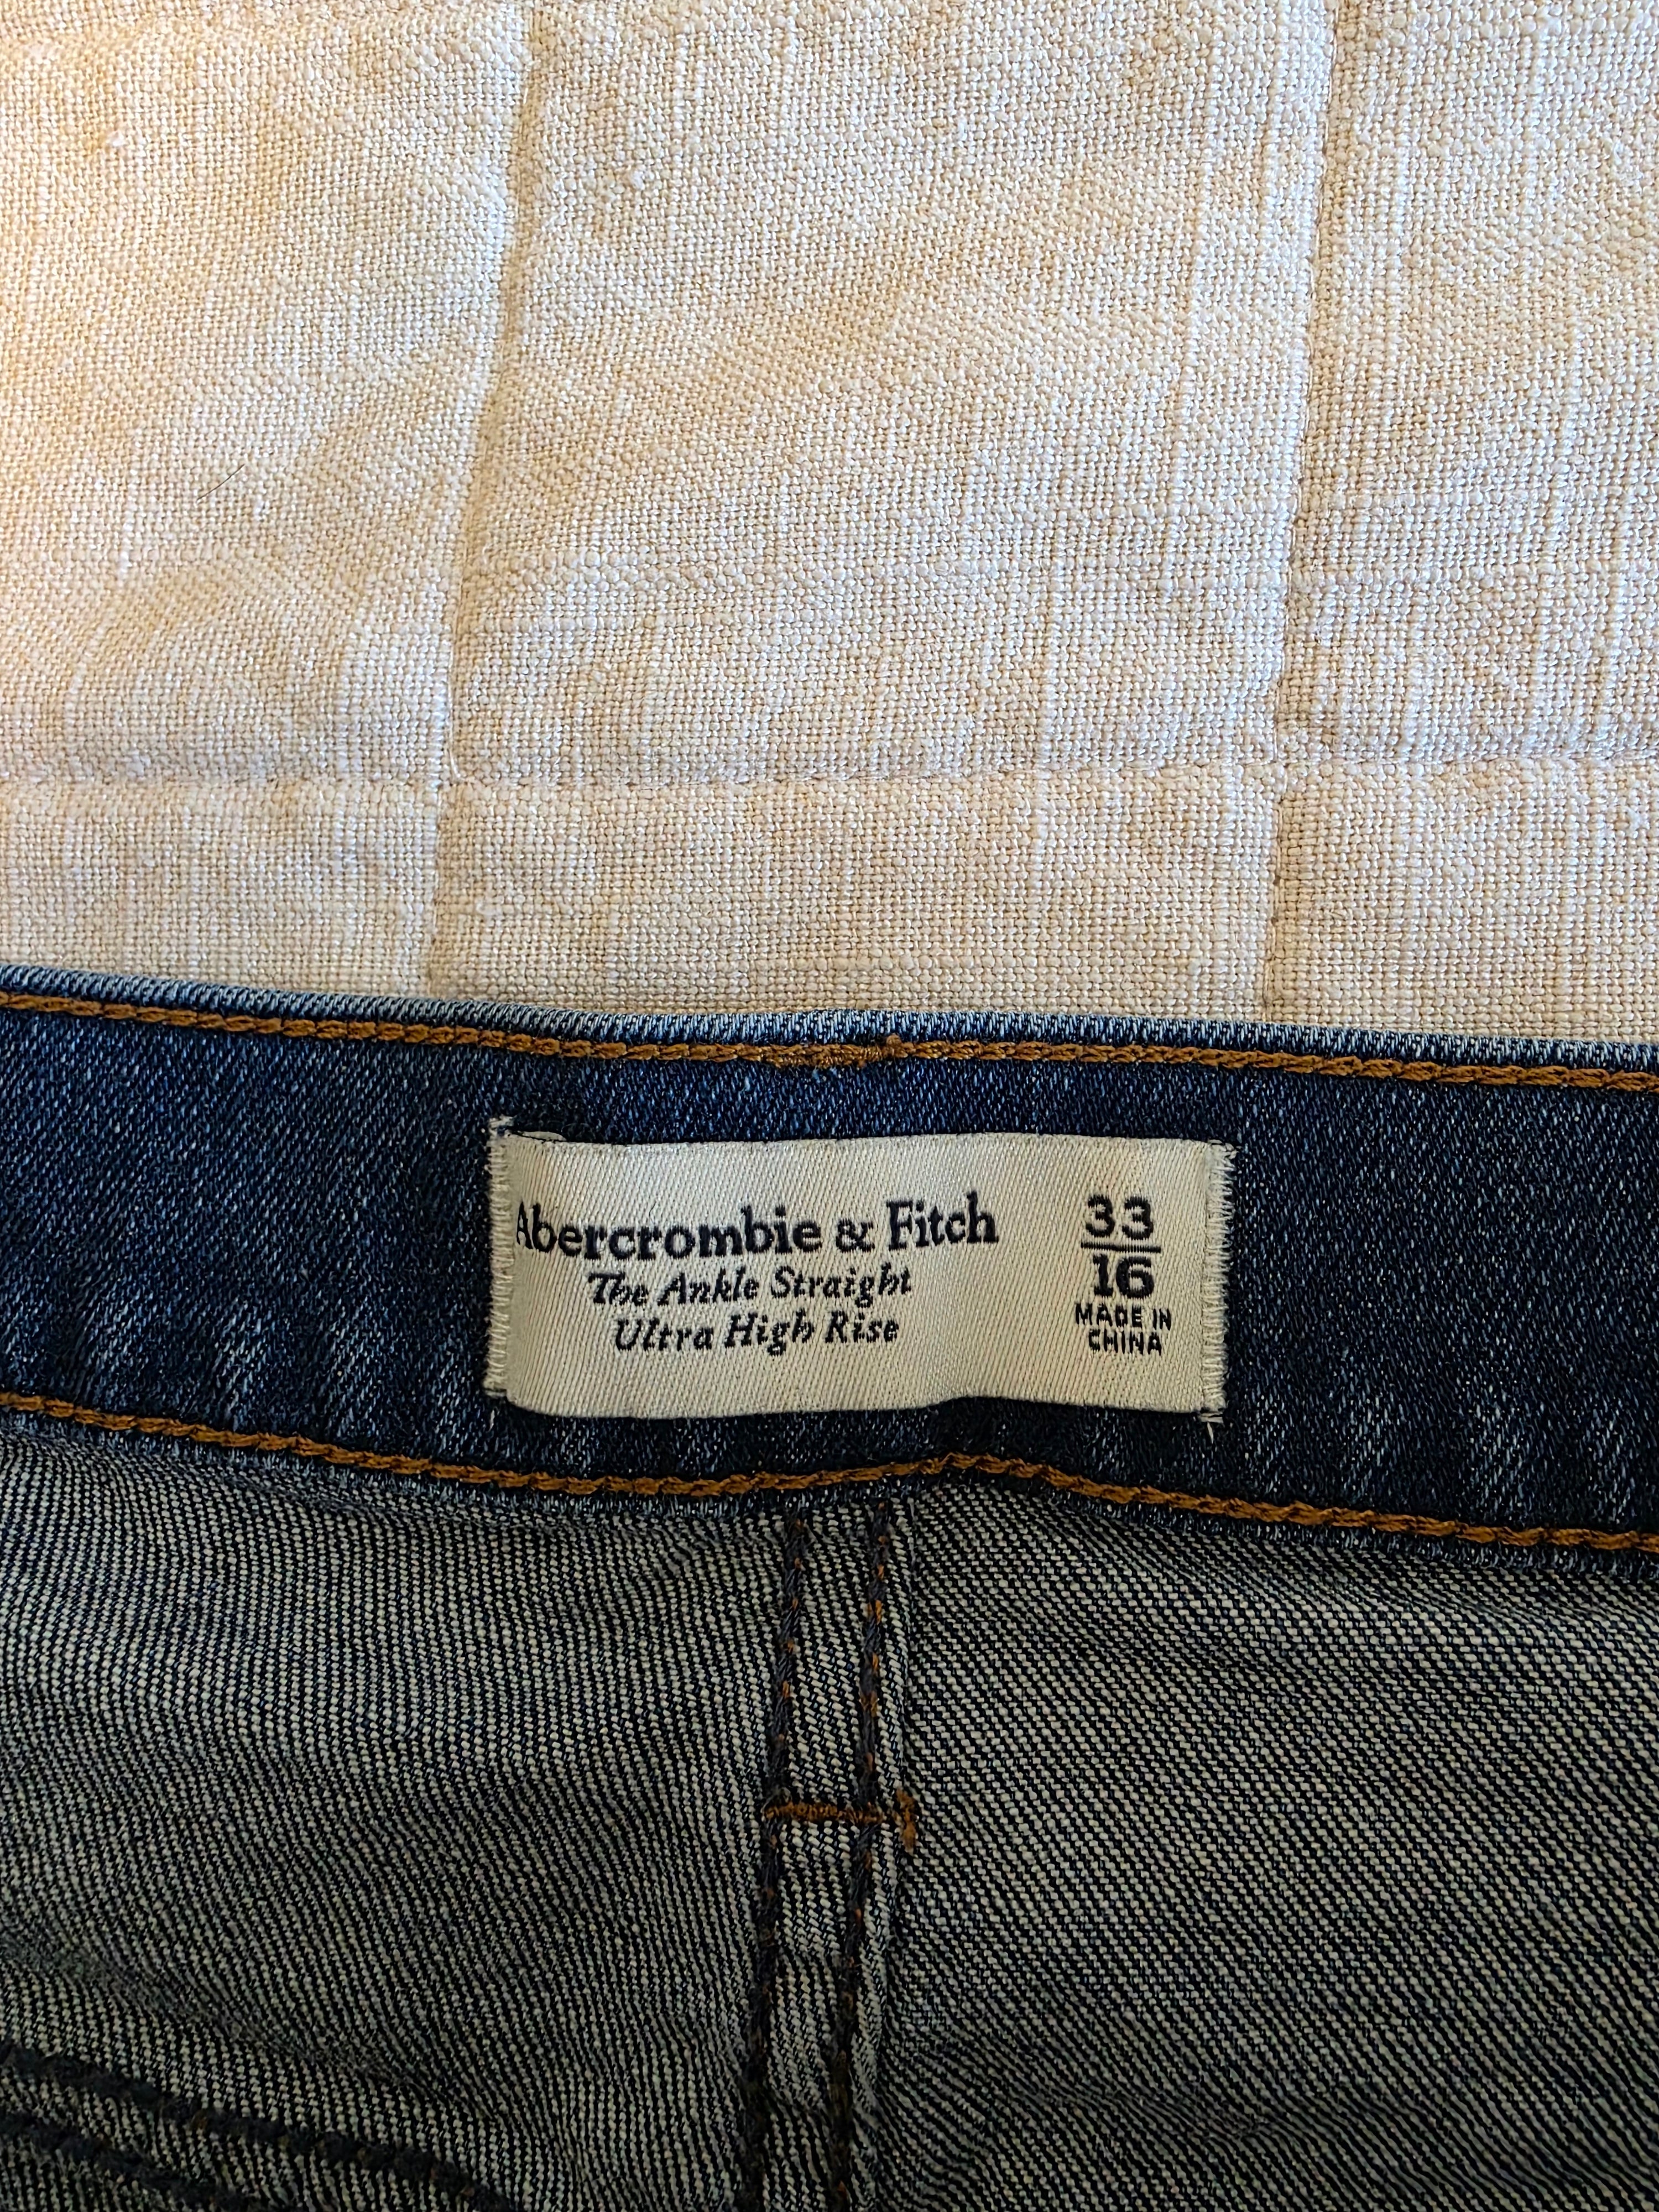 Abercrombie & Fitch
The Ankle Straight
Ultra High Rise
33
16
MADE IN
CHINA